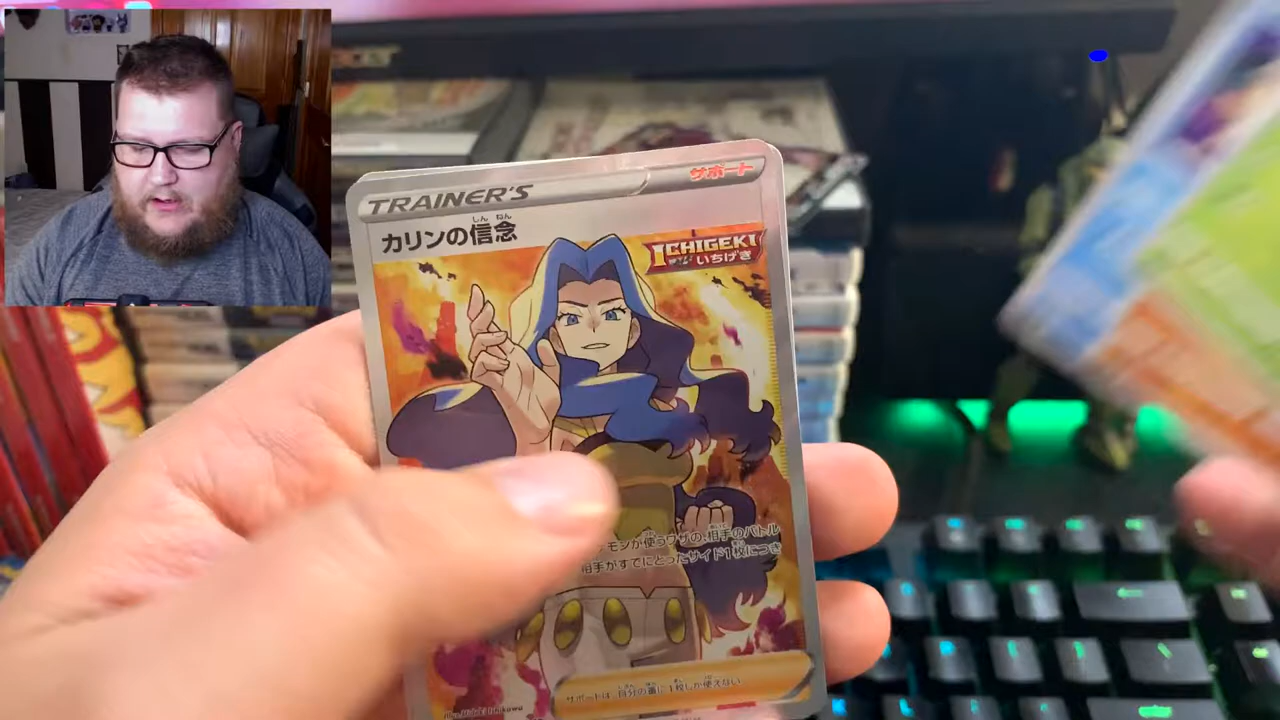 TRAINER'S
サポート
カリンの信念
しん ねん
ICHIGEKI
いちげき
モンが使うワザの、相手のバトル
相手がすでにとったサイド1枚につき
サポートは、自分の番に1枚しか使えない